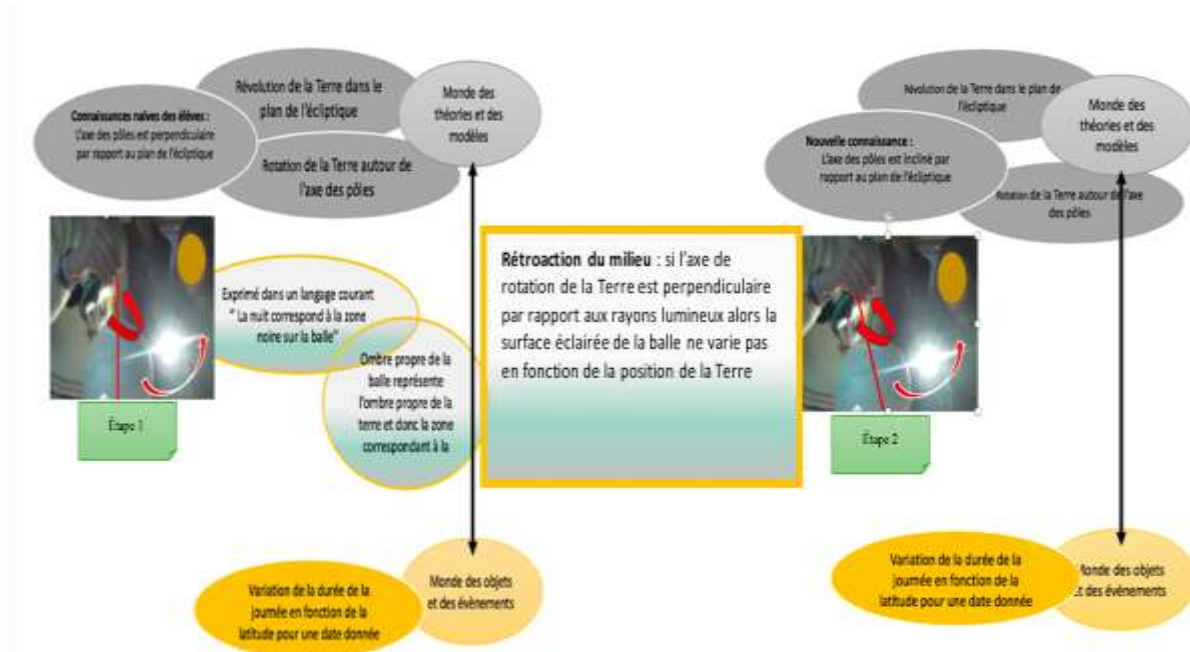 Révolution de la Terre dans le
plan de l'écliptique
Connaissances naïves des élèves :
L'axe des pôles est perpendiculaire
par rapport au plan de l'écliptique
Rotation de la Terre autour de
l'axe des pôles
Monde des
théories et des
modèles
Exprimé dans un langage courant
" La nuit correspond à la zone
noire sur la balle"
Ombre propre de la
balle représente
l'ombre propre de la
terre et donc la zone
correspondant à la
Étape 1
Rétroaction du milieu : si l'axe de
rotation de la Terre est perpendiculaire
par rapport aux rayons lumineux alors la
surface éclairée de la balle ne varie pas
en fonction de la position de la Terre
Variation de la durée de la
journée en fonction de la
latitude pour une date donnée
Monde des objets
et des évènements
Révolution de la Terre dans le plan de
l'écliptique
Monde des
théories et des
modèles
Nouvelle connaissance :
L'axe des pôles est incliné par
rapport au plan de l'écliptique
Rotation de la Terre autour de l'axe
des pôles
Étape 2
Variation de la durée de la
journée en fonction de la
latitude pour une date donnée
Monde des objets
et des évènements